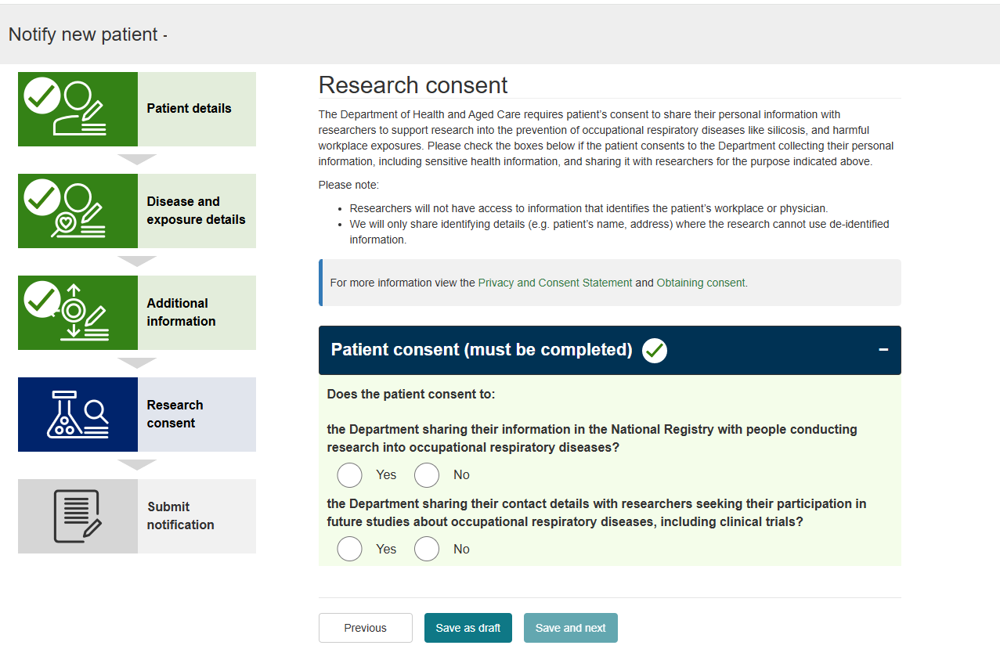 Notify new patient -
Patient details
Disease and
exposure details
Additional
information
Research
consent
Submit
notification
Research consent
The Department of Health and Aged Care requires patient's consent to share their personal information with
researchers to support research into the prevention of occupational respiratory diseases like silicosis, and harmful
workplace exposures. Please check the boxes below if the patient consents to the Department collecting their personal
information, including sensitive health information, and sharing it with researchers for the purpose indicated above.
Please note:
• Researchers will not have access to information that identifies the patient's workplace or physician.
• We will only share identifying details (e.g. patient's name, address) where the research cannot use de-identified
information.
For more information view the Privacy and Consent Statement and Obtaining consent.
Patient consent (must be completed)
Does the patient consent to:
the Department sharing their information in the National Registry with people conducting
research into occupational respiratory diseases?
Yes No
the Department sharing their contact details with researchers seeking their participation in
future studies about occupational respiratory diseases, including clinical trials?
Yes No
Previous Save as draft Save and next